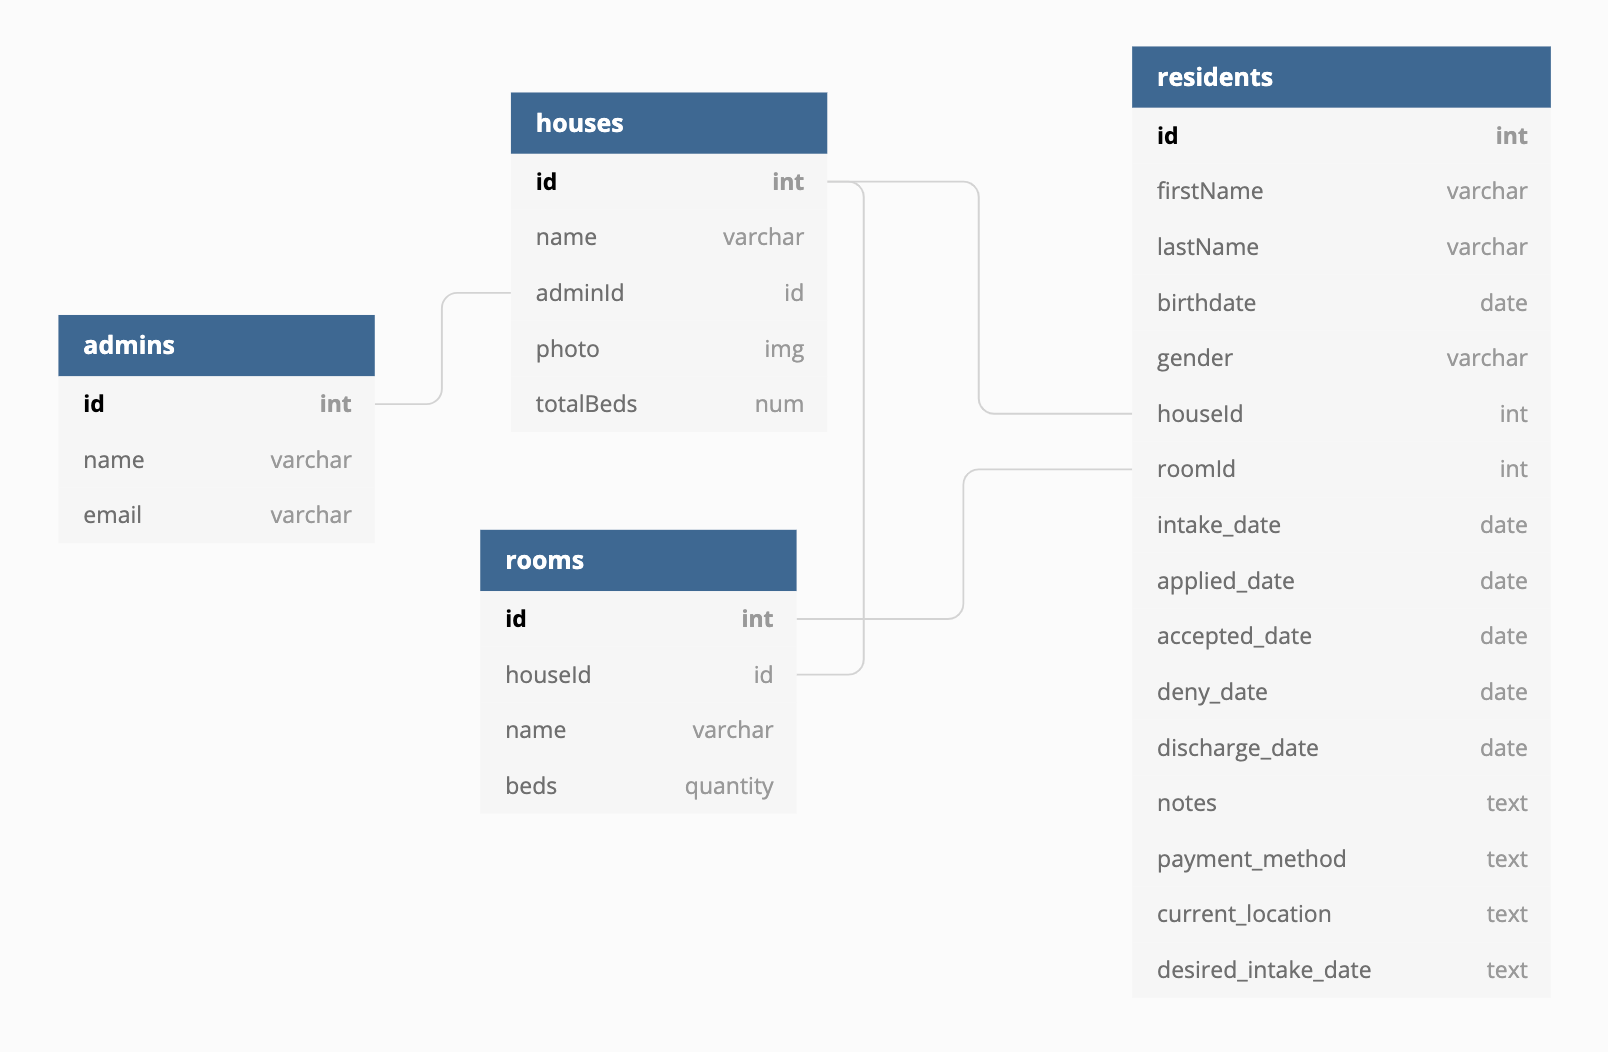 admins
id int
name varchar
email varchar
houses
id int
name varchar
adminId id
photo img
totalBeds num
rooms
id int
houseId id
name varchar
beds quantity
residents
id int
firstName varchar
lastName varchar
birthdate date
gender varchar
houseId int
roomId int
intake_date date
applied_date date
accepted_date date
deny_date date
discharge_date date
notes text
payment_method text
current_location text
desired_intake_date text